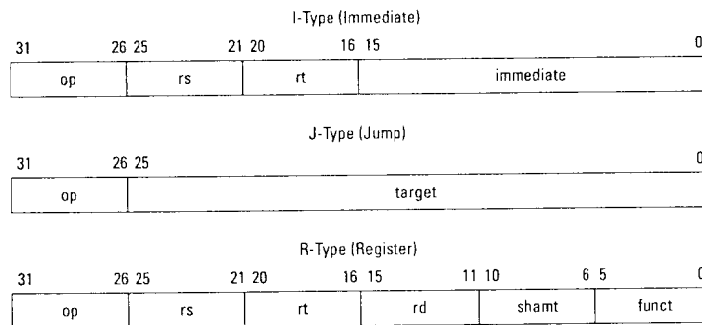 I-Type (Immediate)
31 26 25 21 20 16 15 0
op rs rt immediate
J-Type (Jump)
31 26 25 0
op target
R-Type (Register)
31 26 25 21 20 16 15 11 10 6 5 0
op rs rt rd shamt funct